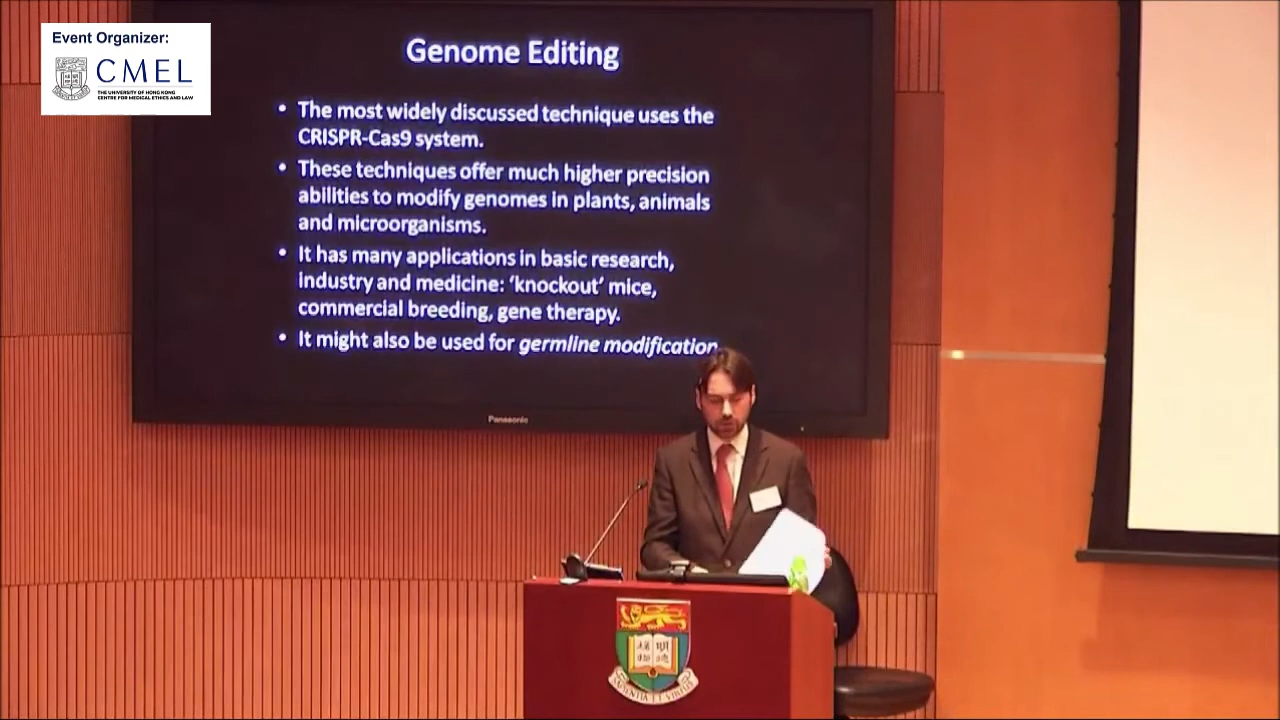 Event Organizer:
CMEL
THE UNIVERSITY OF HONG KONG
CENTRE FOR MEDICAL ETHICS AND LAW
Genome Editing
• The most widely discussed technique uses the
CRISPR-Cas9 system.
• These techniques offer much higher precision
abilities to modify genomes in plants, animals
and microorganisms.
• It has many applications in basic research,
industry and medicine: ‘knockout’ mice,
commercial breeding, gene therapy.
• It might also be used for germline modification
Panasonic
SAPIENTIA ET VIRTUS